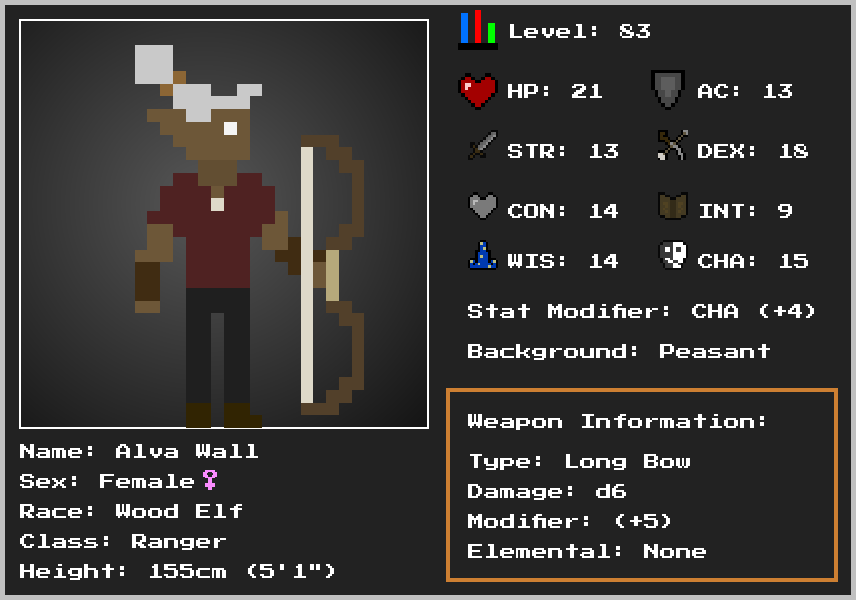 Level: 83
HP: 21 AC: 13
STR: 13 DEX: 18
CON: 14 INT: 9
WIS: 14 CHA: 15
Stat Modifier: CHA (+4)
Background: Peasant
Weapon Information:
Type: Long Bow
Damage: d6
Modifier: (+5)
Elemental: None
Name: Alva Wall
Sex: Female♀
Race: Wood Elf
Class: Ranger
Height: 155cm (5'1")